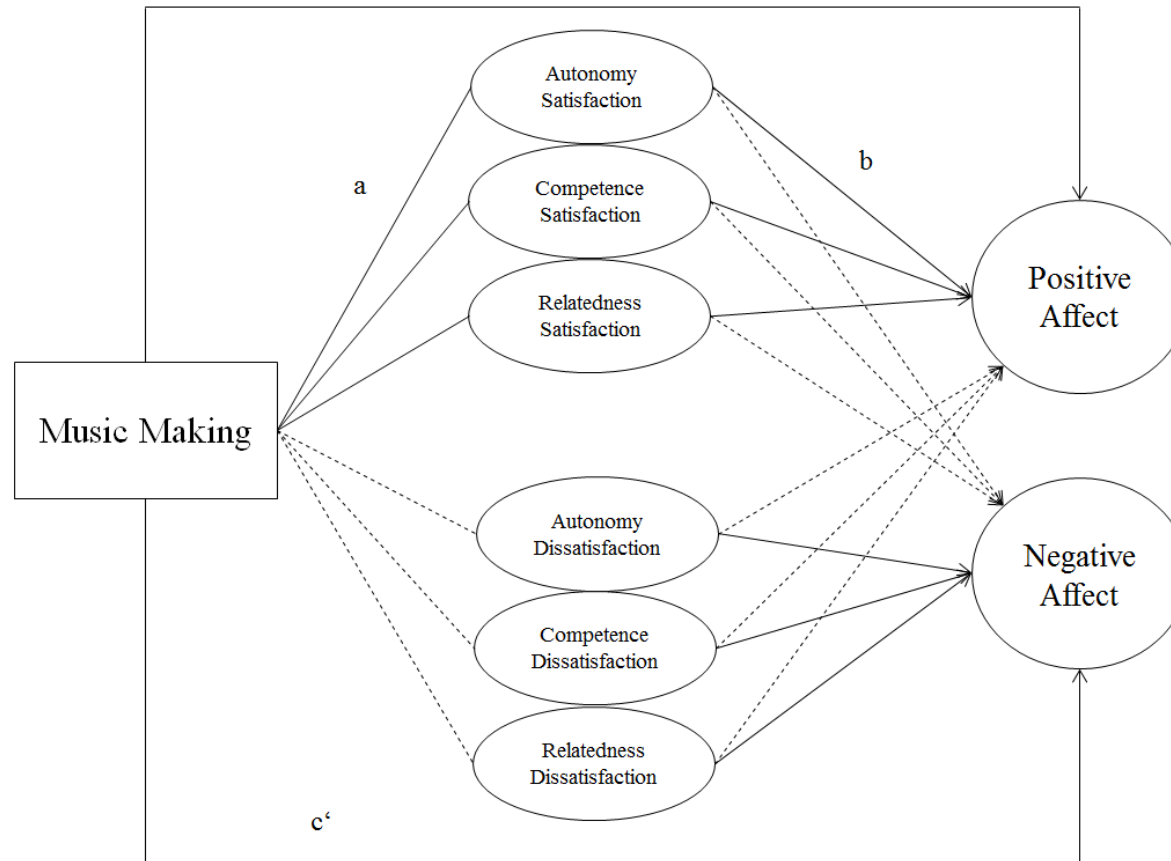 Autonomy
Satisfaction
a
b
Competence
Satisfaction
Relatedness
Satisfaction
Positive
Affect
Music Making
Autonomy
Dissatisfaction
Negative
Affect
Competence
Dissatisfaction
Relatedness
Dissatisfaction
c‘